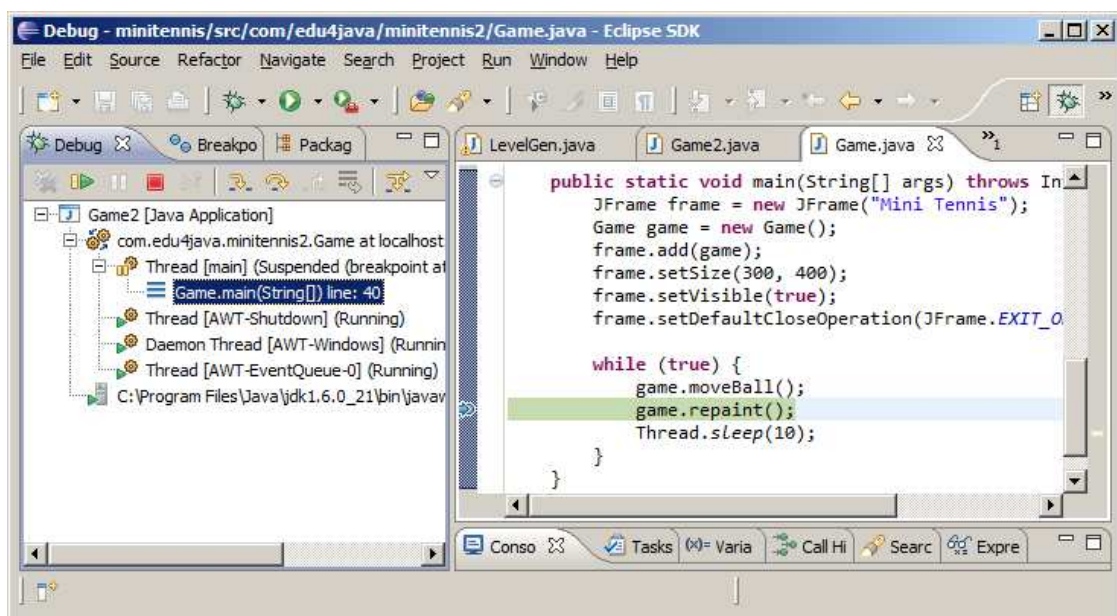 Debug - minitennis/src/com/edu4java/minitennis2/Game.java - Eclipse SDK
File Edit Source Refactor Navigate Search Project Run Window Help
Debug Breakpo Packag
Game2 [Java Application]
com.edu4java.minitennis2.Game at localhost
Thread [main] (Suspended (breakpoint at
Game.main(String[]) line: 40
Thread [AWT-Shutdown] (Running)
Daemon Thread [AWT-Windows] (Runnin
Thread [AWT-EventQueue-0] (Running)
C:\Program Files\Java\jdk1.6.0_21\bin\javaw
LevelGen.java Game2.java Game.java »1
public static void main(String[] args) throws In
JFrame frame = new JFrame("Mini Tennis");
Game game = new Game();
frame.add(game);
frame.setSize(300, 400);
frame.setVisible(true);
frame.setDefaultCloseOperation(JFrame.EXIT_O
while (true) {
game.moveBall();
game.repaint();
Thread.sleep(10);
}
}
Conso Tasks (x)= Varia Call Hi Searc Expre